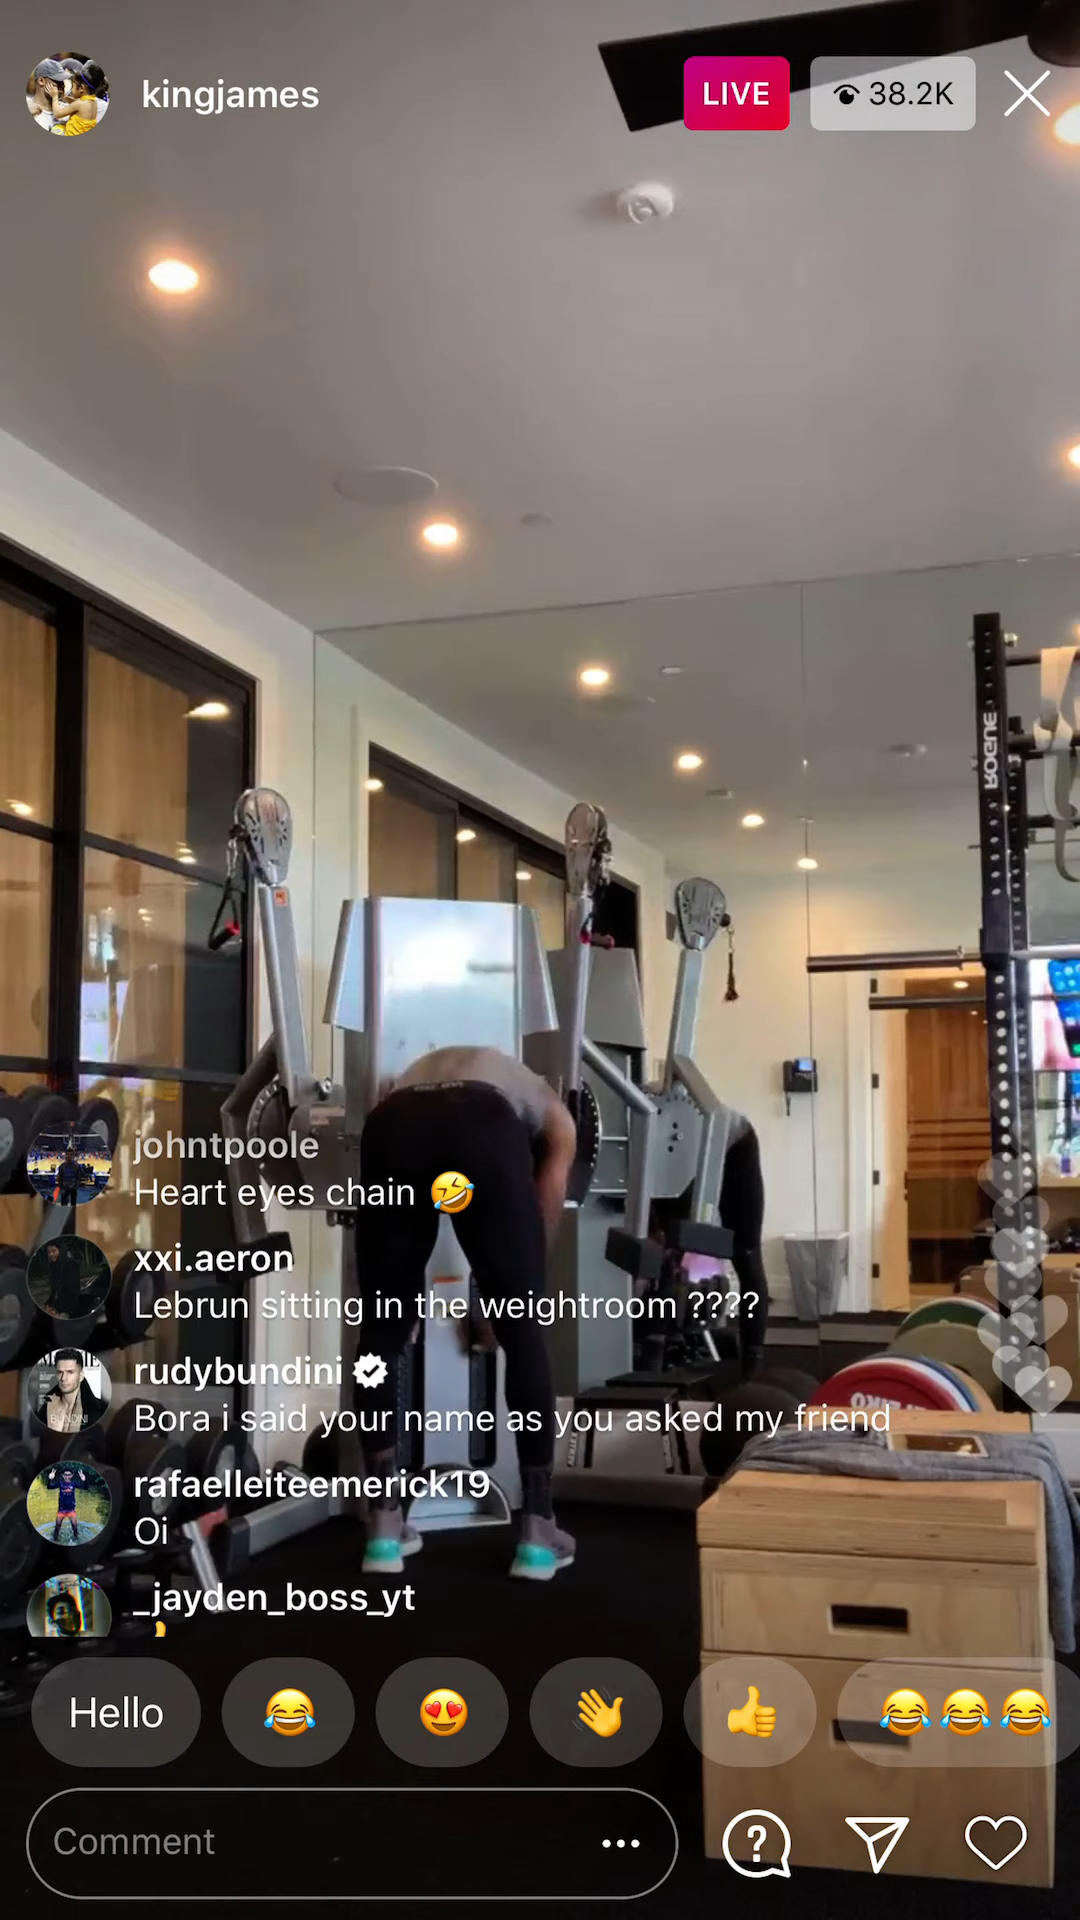 kingjames
LIVE
38.2K
ROGUE
johntpoole
Heart eyes chain 🤣
xxi.aeron
Lebrun sitting in the weightroom ????
rudybundini
Bora i said your name as you asked my friend
rafaelleiteemerick19
Oi
_jayden_boss_yt
Hello
😂
😍
👋
👍
😂😂😂
Comment